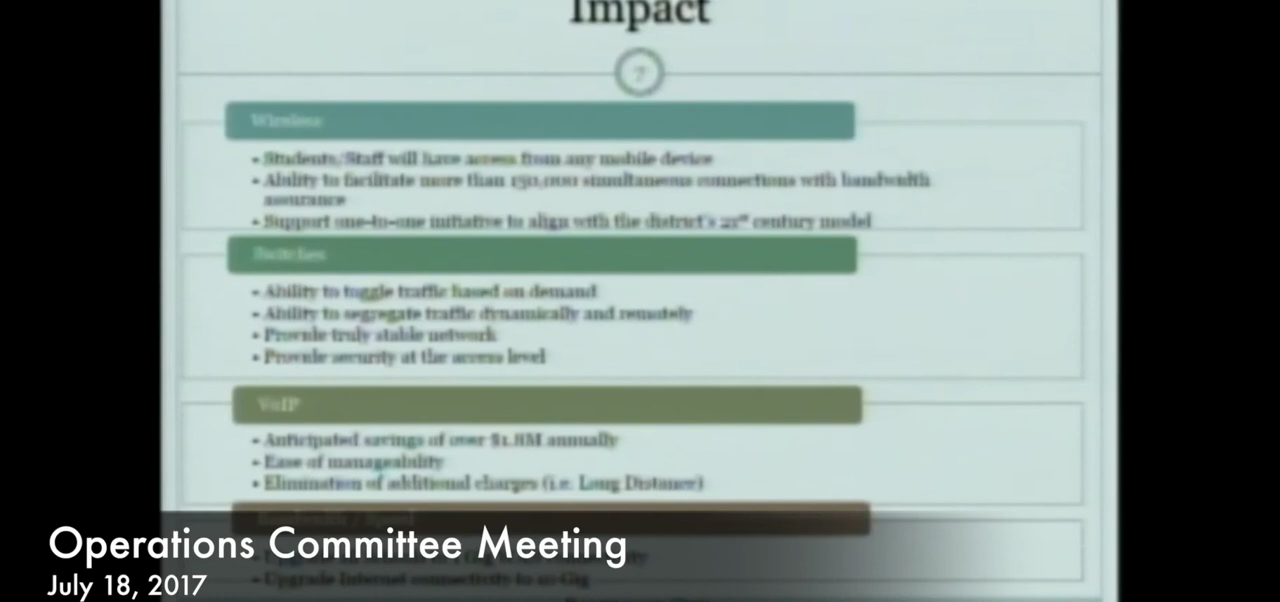 Impact
7
Wireless
• Students/Staff will have access from any mobile device
• Ability to facilitate more than 150,000 simultaneous connections with bandwidth
assurance
• Support one-to-one initiative to align with the district's 21st century model
Switches
• Ability to toggle traffic based on demand
• Ability to segregate traffic dynamically and remotely
• Provide truly stable network
• Provide security at the access level
VoIP
• Anticipated savings of over $1.8M annually
• Ease of manageability
• Elimination of additional charges (i.e. Long Distance)
• Upgrade Internet connectivity to 10 Gig
Operations Committee Meeting
July 18, 2017